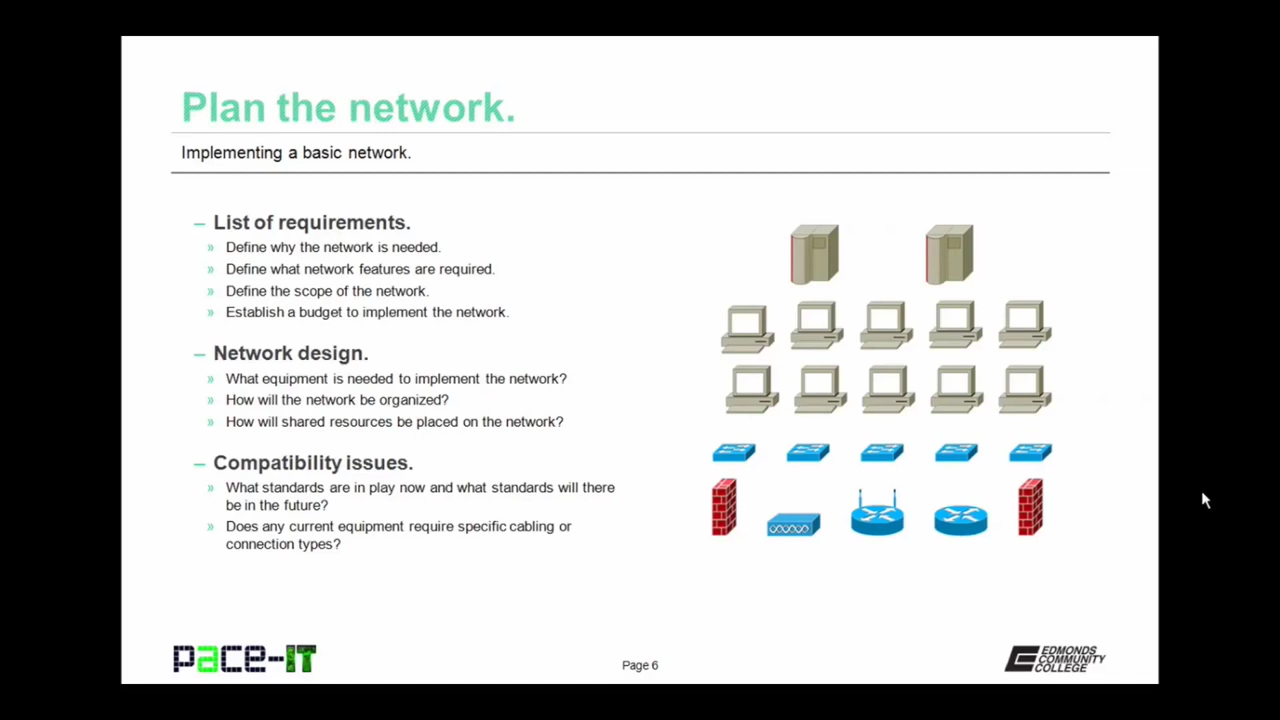 Plan the network.
Implementing a basic network.
– List of requirements.
» Define why the network is needed.
» Define what network features are required.
» Define the scope of the network.
» Establish a budget to implement the network.
– Network design.
» What equipment is needed to implement the network?
» How will the network be organized?
» How will shared resources be placed on the network?
– Compatibility issues.
» What standards are in play now and what standards will there
be in the future?
» Does any current equipment require specific cabling or
connection types?
pace-IT
Page 6
EDMONDS
COMMUNITY
COLLEGE